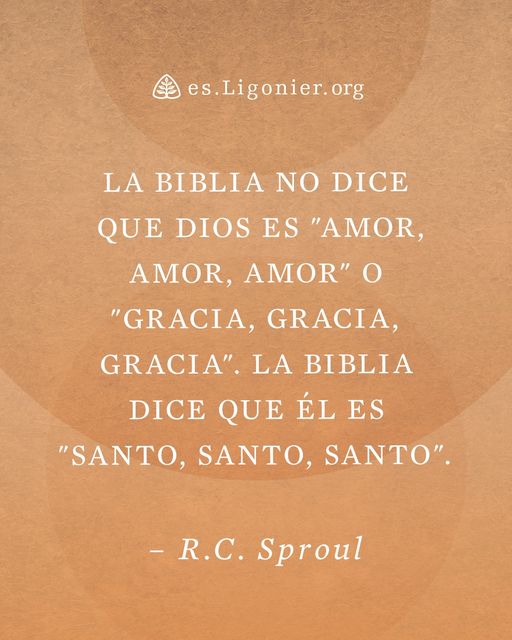 es.Ligonier.org
LA BIBLIA NO DICE
QUE DIOS ES "AMOR,
AMOR, AMOR" O
"GRACIA, GRACIA,
GRACIA". LA BIBLIA
DICE QUE ÉL ES
"SANTO, SANTO, SANTO".
– R.C. Sproul